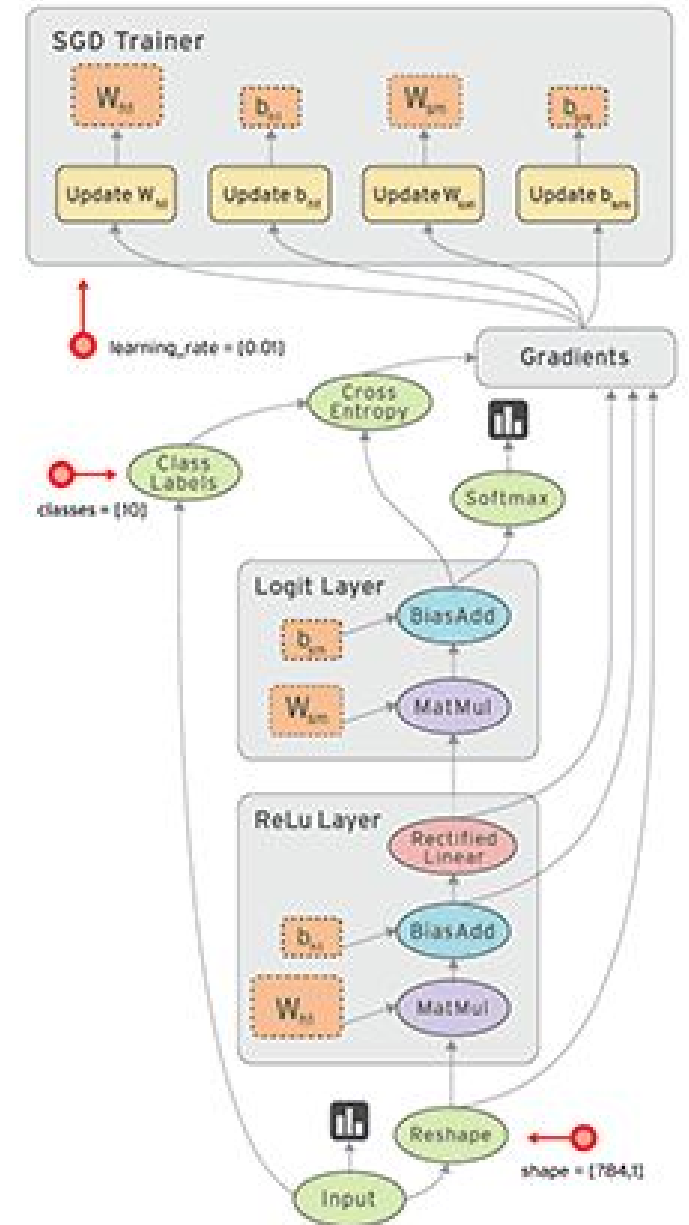 SGD Trainer
W
b
W
b
Update W
Update b
Update W
Update b
learning_rate = [0.01]
Gradients
Cross
Entropy
Class
Labels
classes = [10]
Softmax
Logit Layer
BiasAdd
b
W
MatMul
ReLu Layer
Rectified
Linear
BiasAdd
b
W
MatMul
Reshape
shape = [784,1]
Input